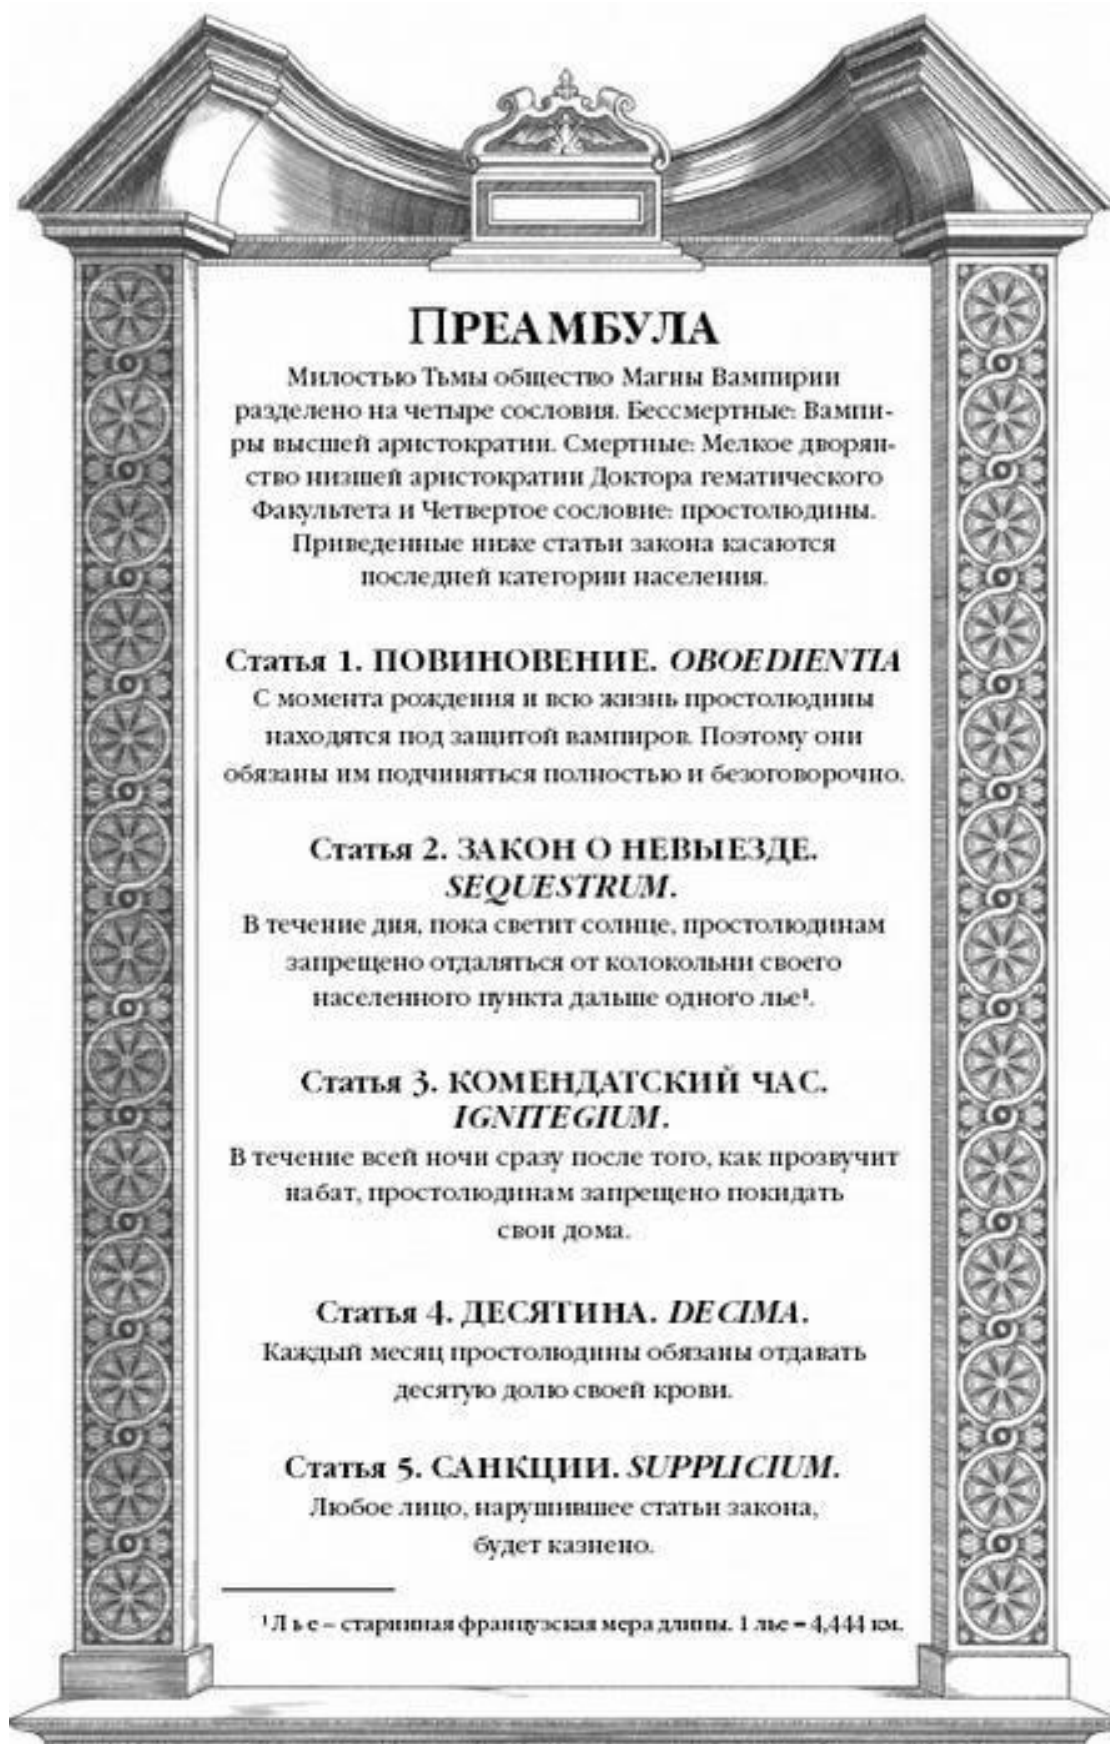 ПРЕАМБУЛА
Милостью Тьмы общество Магны Вампирии
разделено на четыре сословия. Бессмертные: Вампи-
ры высшей аристократии. Смертные: Мелкое дворян-
ство низшей аристократии Доктора гематического
Факультета и Четвертое сословие: простолюдины.
Приведенные ниже статьи закона касаются
последней категории населения.
Статья 1. ПОВИНОВЕНИЕ. OBOEDIENTIA
С момента рождения и всю жизнь простолюдины
находятся под защитой вампиров. Поэтому они
обязаны им подчиняться полностью и безоговорочно.
Статья 2. ЗАКОН О НЕВЫЕЗДЕ.
SEQUESTRUM.
В течение дня, пока светит солнце, простолюдинам
запрещено отдаляться от колокольни своего
населенного пункта дальше одного лье¹.
Статья 3. КОМЕНДАТСКИЙ ЧАС.
IGNITEGIUM.
В течение всей ночи сразу после того, как прозвучит
набат, простолюдинам запрещено покидать
свои дома.
Статья 4. ДЕСЯТИНА. DECIMA.
Каждый месяц простолюдины обязаны отдавать
десятую долю своей крови.
Статья 5. САНКЦИИ. SUPPLICIUM.
Любое лицо, нарушившее статьи закона,
будет казнено.
¹ Л ь е – старинная французская мера длины. 1 лье = 4,444 км.